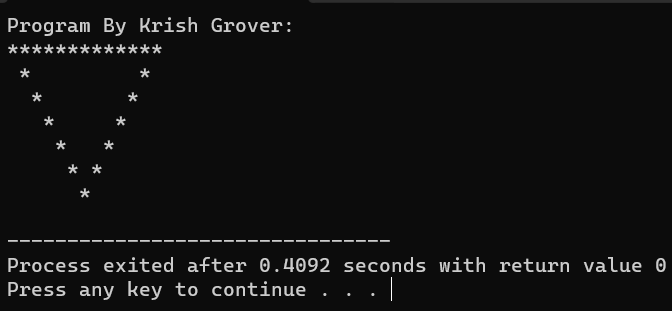 Program By Krish Grover:
*************
 *         *
  *       *
   *     *
    *   *
     * *
      *
--------------------------------
Process exited after 0.4092 seconds with return value 0
Press any key to continue . . .